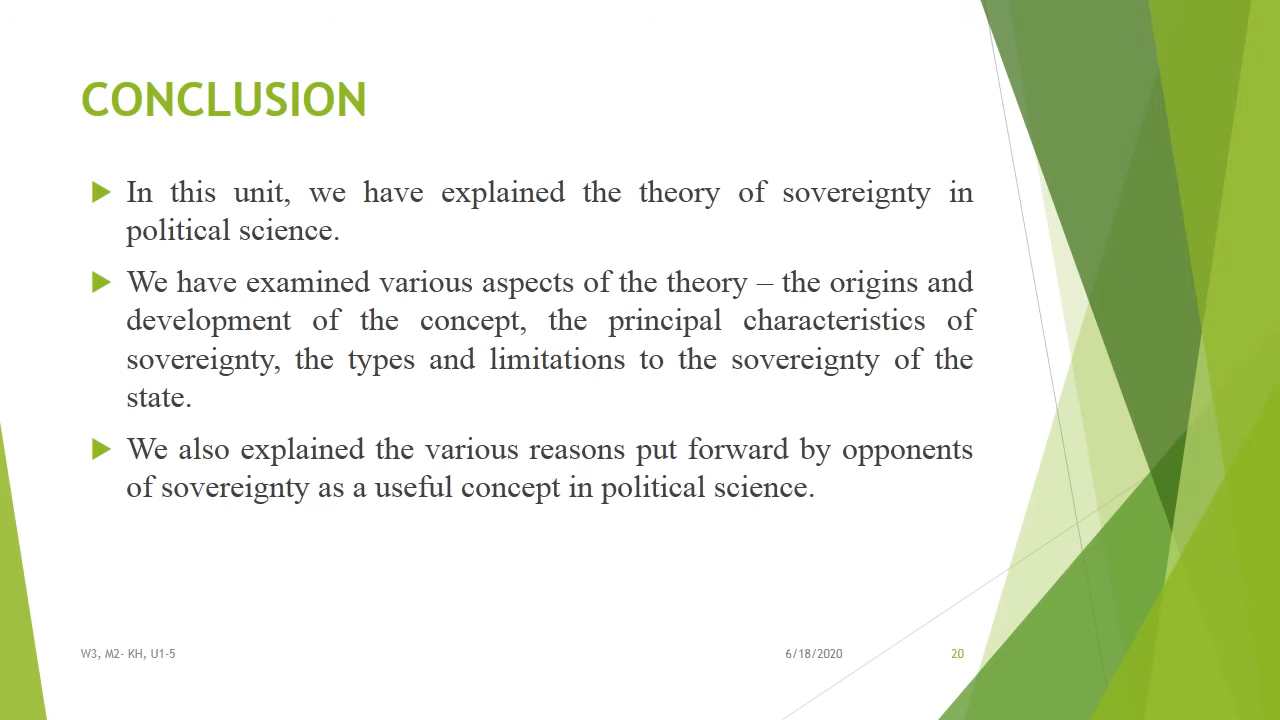 CONCLUSION
In this unit, we have explained the theory of sovereignty in
political science.
We have examined various aspects of the theory – the origins and
development of the concept, the principal characteristics of
sovereignty, the types and limitations to the sovereignty of the
state.
We also explained the various reasons put forward by opponents
of sovereignty as a useful concept in political science.
W3, M2- KH, U1-5
6/18/2020
20